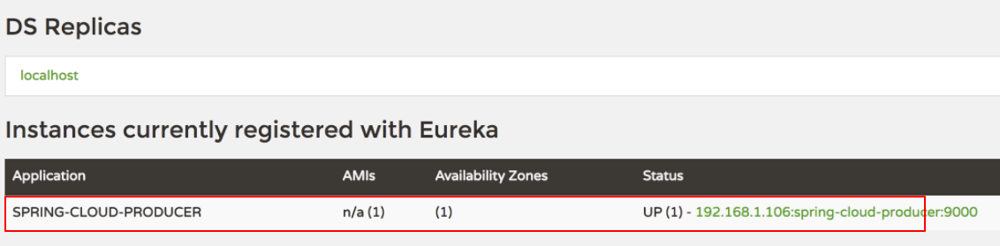 DS Replicas
localhost
Instances currently registered with Eureka
Application AMIs Availability Zones Status
SPRING-CLOUD-PRODUCER n/a (1) (1) UP (1) - 192.168.1.106:spring-cloud-producer:9000